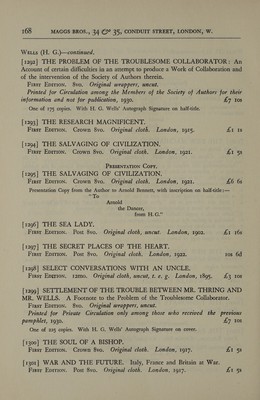 168 MAGGS BROS., 34 & 35, CONDUIT STREET, LONDON, W.
WELLS (H. G.)—continued.
[1292] THE PROBLEM OF THE TROUBLESOME COLLABORATOR: An
Account of certain difficulties in an attempt to produce a Work of Collaboration and
of the intervention of the Society of Authors therein.
FIRST EDITION. 8vo. Original wrappers, uncut.
Printed for Circulation among the Members of the Society of Authors for their
information and not for publication, 1930. £7 10s
One of 175 copies. With H. G. Wells' Autograph Signature on half-title.
[1293] THE RESEARCH MAGNIFICENT.
FIRST EDITION. Crown 8vo. Original cloth. London, 1915. £1 1s
[1294] THE SALVAGING OF CIVILIZATION.
FIRST EDITION. Crown 8vo. Original cloth. London, 1921. £1 5s
PRESENTATION COPY.
[1295] THE SALVAGING OF CIVILIZATION.
FIRST EDITION. Crown 8vo. Original cloth. London, 1921. £6 6s
Presentation Copy from the Author to Arnold Bennett, with inscription on half-title:—
"To
Arnold
the Dancer,
from H. G."
[1296] THE SEA LADY.
FIRST EDITION. Post 8vo. Original cloth, uncut. London, 1902. £1 16s
[1297] THE SECRET PLACES OF THE HEART.
FIRST EDITION. Post 8vo. Original cloth. London, 1922. 10s 6d
[1298] SELECT CONVERSATIONS WITH AN UNCLE.
FIRST EDITION. 12mo. Original cloth, uncut, t. e. g. London, 1895. £3 10s
[1299] SETTLEMENT OF THE TROUBLE BETWEEN MR. THRING AND
MR. WELLS. A Footnote to the Problem of the Troublesome Collaborator.
FIRST EDITION. 8vo. Original wrappers, uncut.
Printed for Private Circulation only among those who received the previous
pamphlet, 1930. £7 10s
One of 225 copies. With H. G. Wells' Autograph Signature on cover.
[1300] THE SOUL OF A BISHOP.
FIRST EDITION. Crown 8vo. Original cloth. London, 1917. £1 5s
[1301] WAR AND THE FUTURE. Italy, France and Britain at War.
FIRST EDITION. Post 8vo. Original cloth. London, 1917. £1 5s